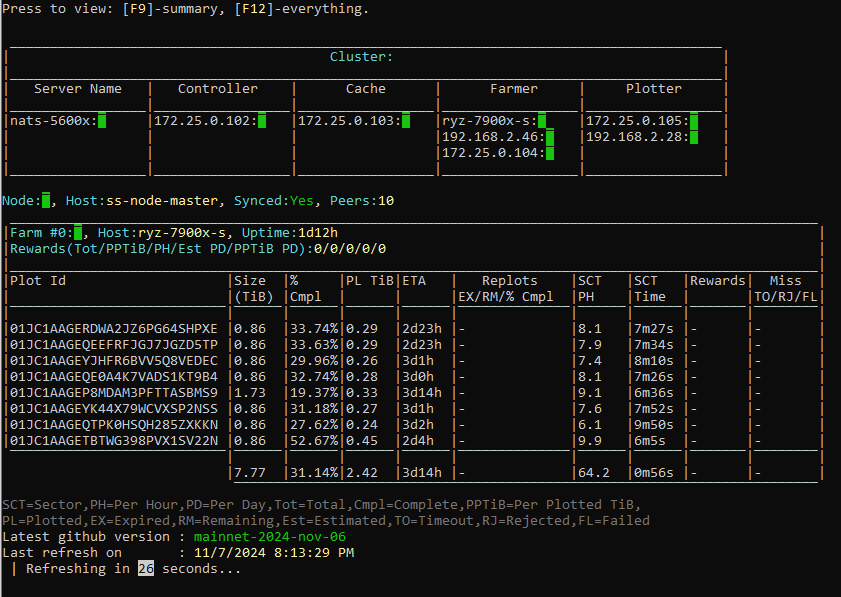 Press to view: [F9]-summary, [F12]-everything.
Cluster:
Server Name | Controller | Cache | Farmer | Plotter
nats-5600x: |172.25.0.102: |172.25.0.103: |ryz-7900x-s: |172.25.0.105:
|192.168.2.46: |192.168.2.28:
|172.25.0.104:
Node: , Host:ss-node-master, Synced:Yes, Peers:10
|Farm #0: , Host:ryz-7900x-s, Uptime:1d12h
|Rewards(Tot/PPTiB/PH/Est PD/PPTiB PD):0/0/0/0/0
|Plot Id |Size |% |PL TiB|ETA | Replots |SCT |SCT |Rewards| Miss
|(TiB) |Cmpl | | |EX/RM/% Cmpl |PH |Time | |TO/RJ/FL|
|01JC1AAGERDWA2JZ6PG64SHPXE |0.86 |33.74%|0.29 |2d23h |- |8.1 |7m27s |- |-
|01JC1AAGEQEEFRFJGJ7JGZD5TP |0.86 |33.63%|0.29 |2d23h |- |7.9 |7m34s |- |-
|01JC1AAGEYJHFR6BVV5Q8VEDEC |0.86 |29.96%|0.26 |3d1h |- |7.4 |8m10s |- |-
|01JC1AAGEQE0A4K7VADS1KT9B4 |0.86 |32.74%|0.28 |3d0h |- |8.1 |7m26s |- |-
|01JC1AAGEP8MDAM3PFTTASBMS9 |1.73 |19.37%|0.33 |3d14h |- |9.1 |6m36s |- |-
|01JC1AAGEYK44X79WCVXSP2NSS |0.86 |31.18%|0.27 |3d1h |- |7.6 |7m52s |- |-
|01JC1AAGEQTPK0HSQH285ZXKKN |0.86 |27.62%|0.24 |3d2h |- |6.1 |9m50s |- |-
|01JC1AAGETBTWG398PVX1SV22N |0.86 |52.67%|0.45 |2d4h |- |9.9 |6m5s |- |-
|7.77 |31.14%|2.42 |3d14h |- |64.2 |0m56s |- |-
SCT=Sector,PH=Per Hour,PD=Per Day,Tot=Total,Cmpl=Complete,PPTiB=Per Plotted TiB,
PL=Plotted,EX=Expired,RM=Remaining,Est=Estimated,TO=Timeout,RJ=Rejected,FL=Failed
Latest github version : mainnet-2024-nov-06
Last refresh on : 11/7/2024 8:13:29 PM
| Refreshing in 26 seconds...